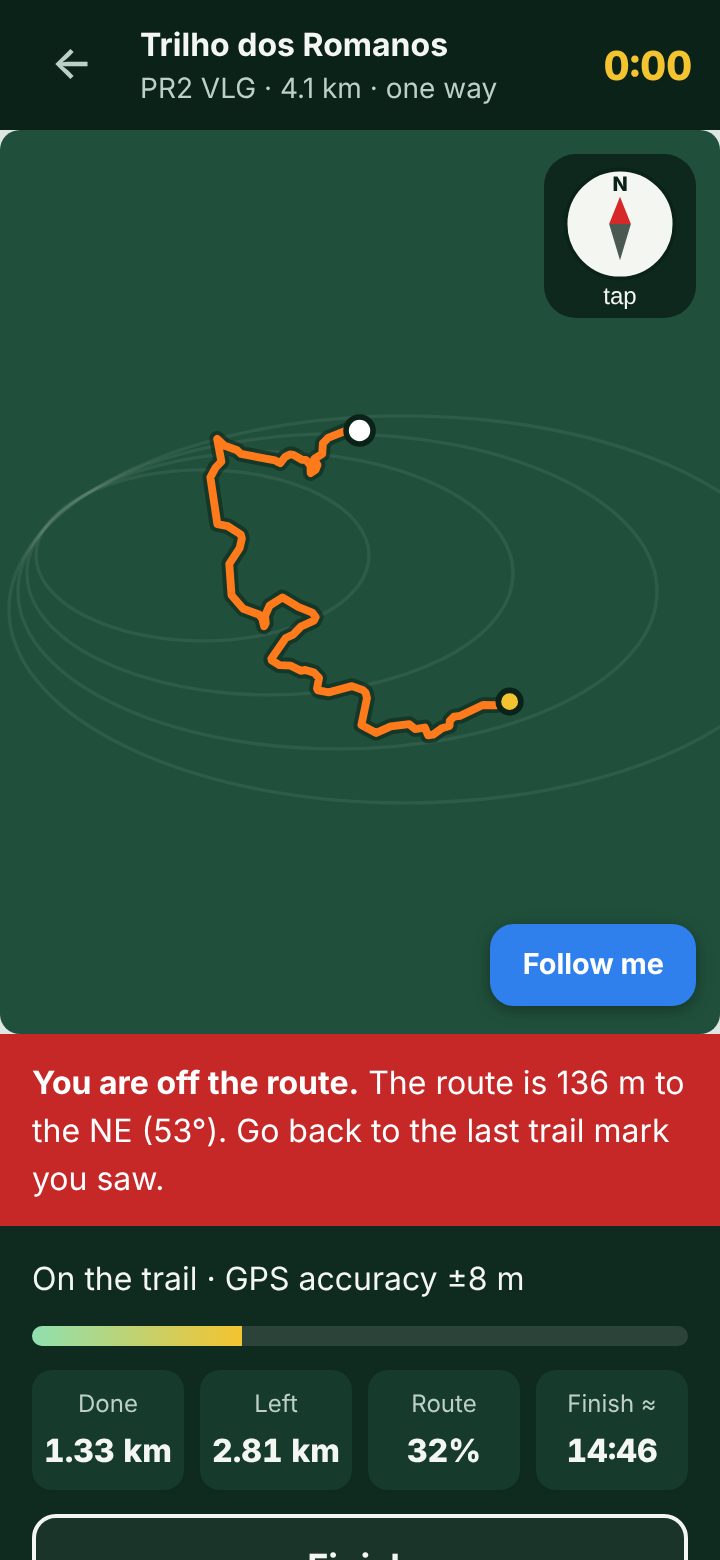 Trilho dos Romanos
PR2 VLG · 4.1 km · one way
0:00
N
tap
Follow me
You are off the route. The route is 136 m to
the NE (53°). Go back to the last trail mark
you saw.
On the trail · GPS accuracy ±8 m
Done
1.33 km
Left
2.81 km
Route
32%
Finish ≈
14:46